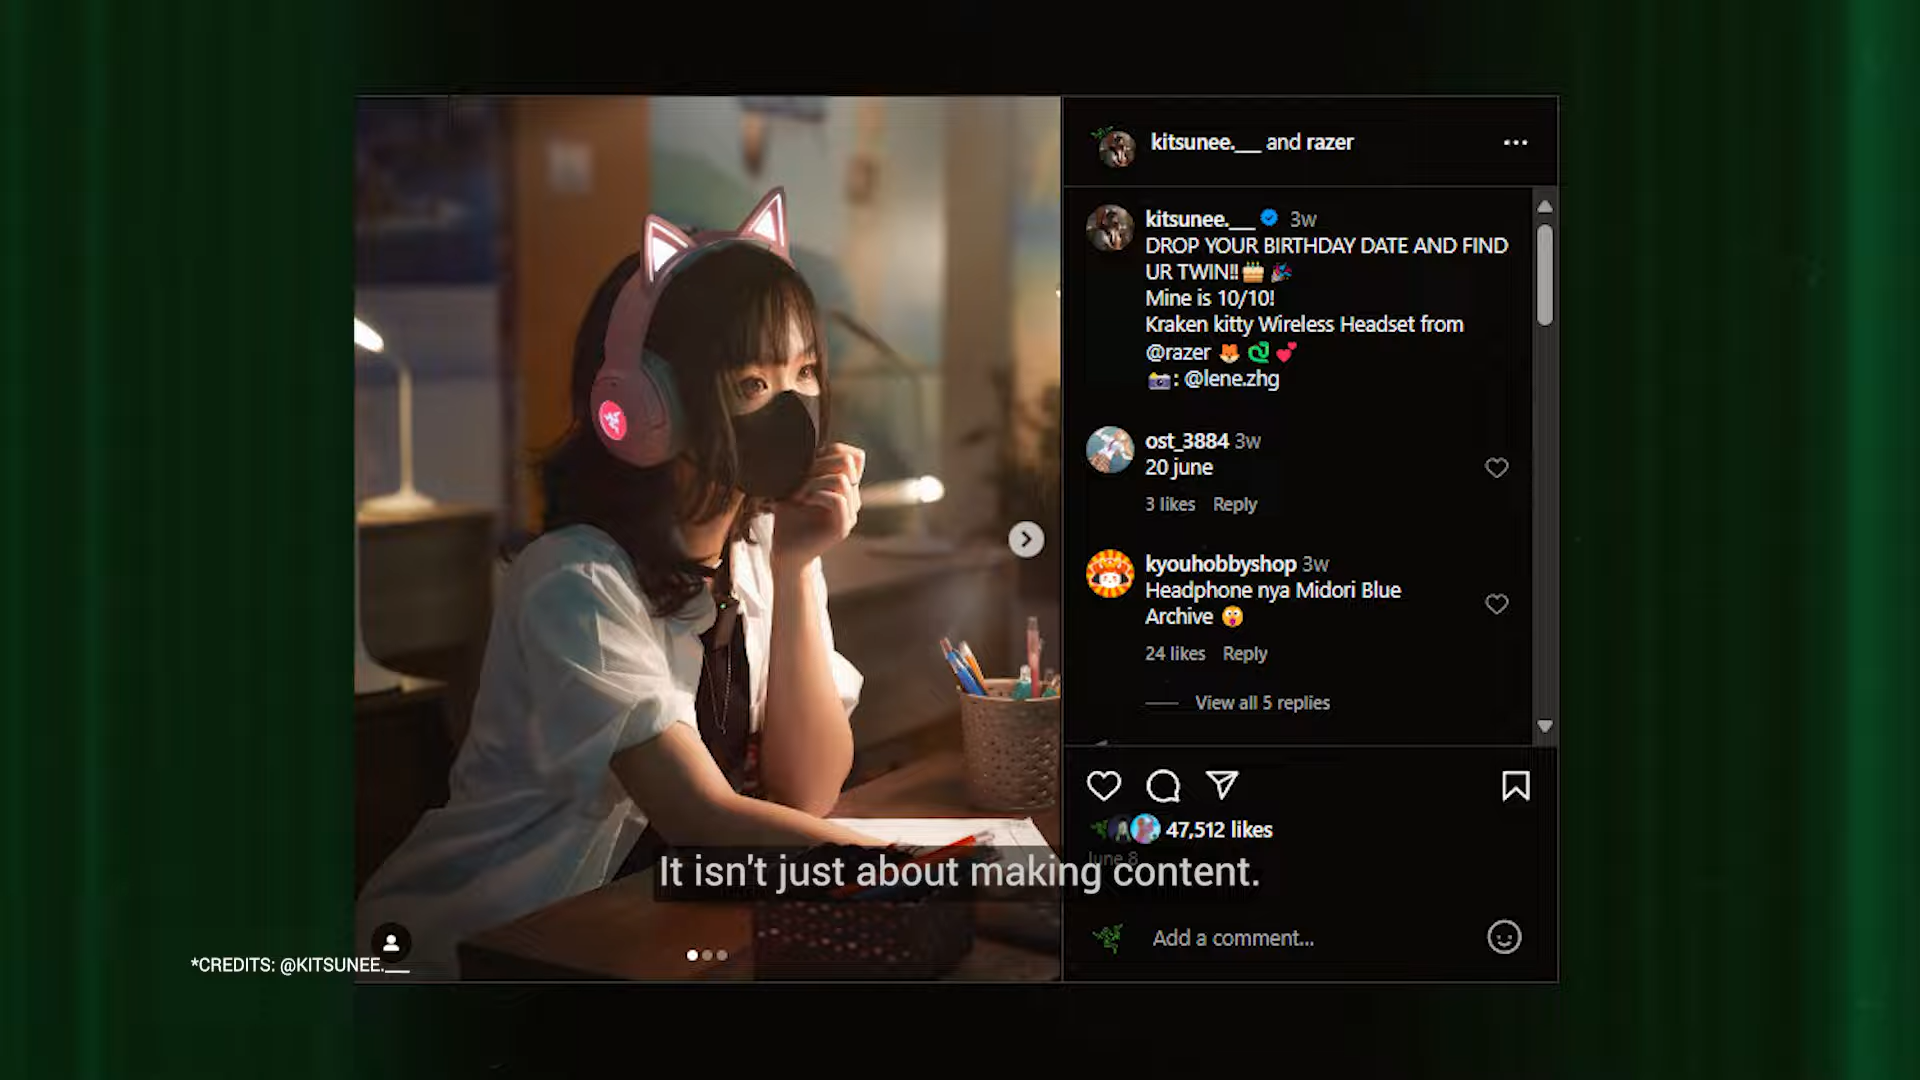 kitsunee.___ and razer
kitsunee.___ 3w
DROP YOUR BIRTHDAY DATE AND FIND
UR TWIN!!🎂 🎉
Mine is 10/10!
Kraken kitty Wireless Headset from
@razer 🦊 🐍 💕
📷: @lene.zhg
ost_3884 3w
20 june
3 likes Reply
kyouhobbyshop 3w
Headphone nya Midori Blue
Archive 😲
24 likes Reply
View all 5 replies
47,512 likes
June 8
It isn't just about making content.
Add a comment...
*CREDITS: @KITSUNEE.___